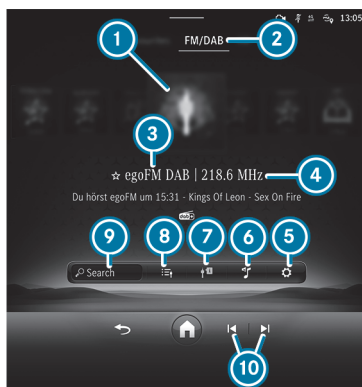 13:05
1
FM/DAB
2
3
☆ egoFM DAB | 218.6 MHz
4
Du hörst egoFM um 15:31 - Kings Of Leon - Sex On Fire
9
8
7
6
5
Search
10